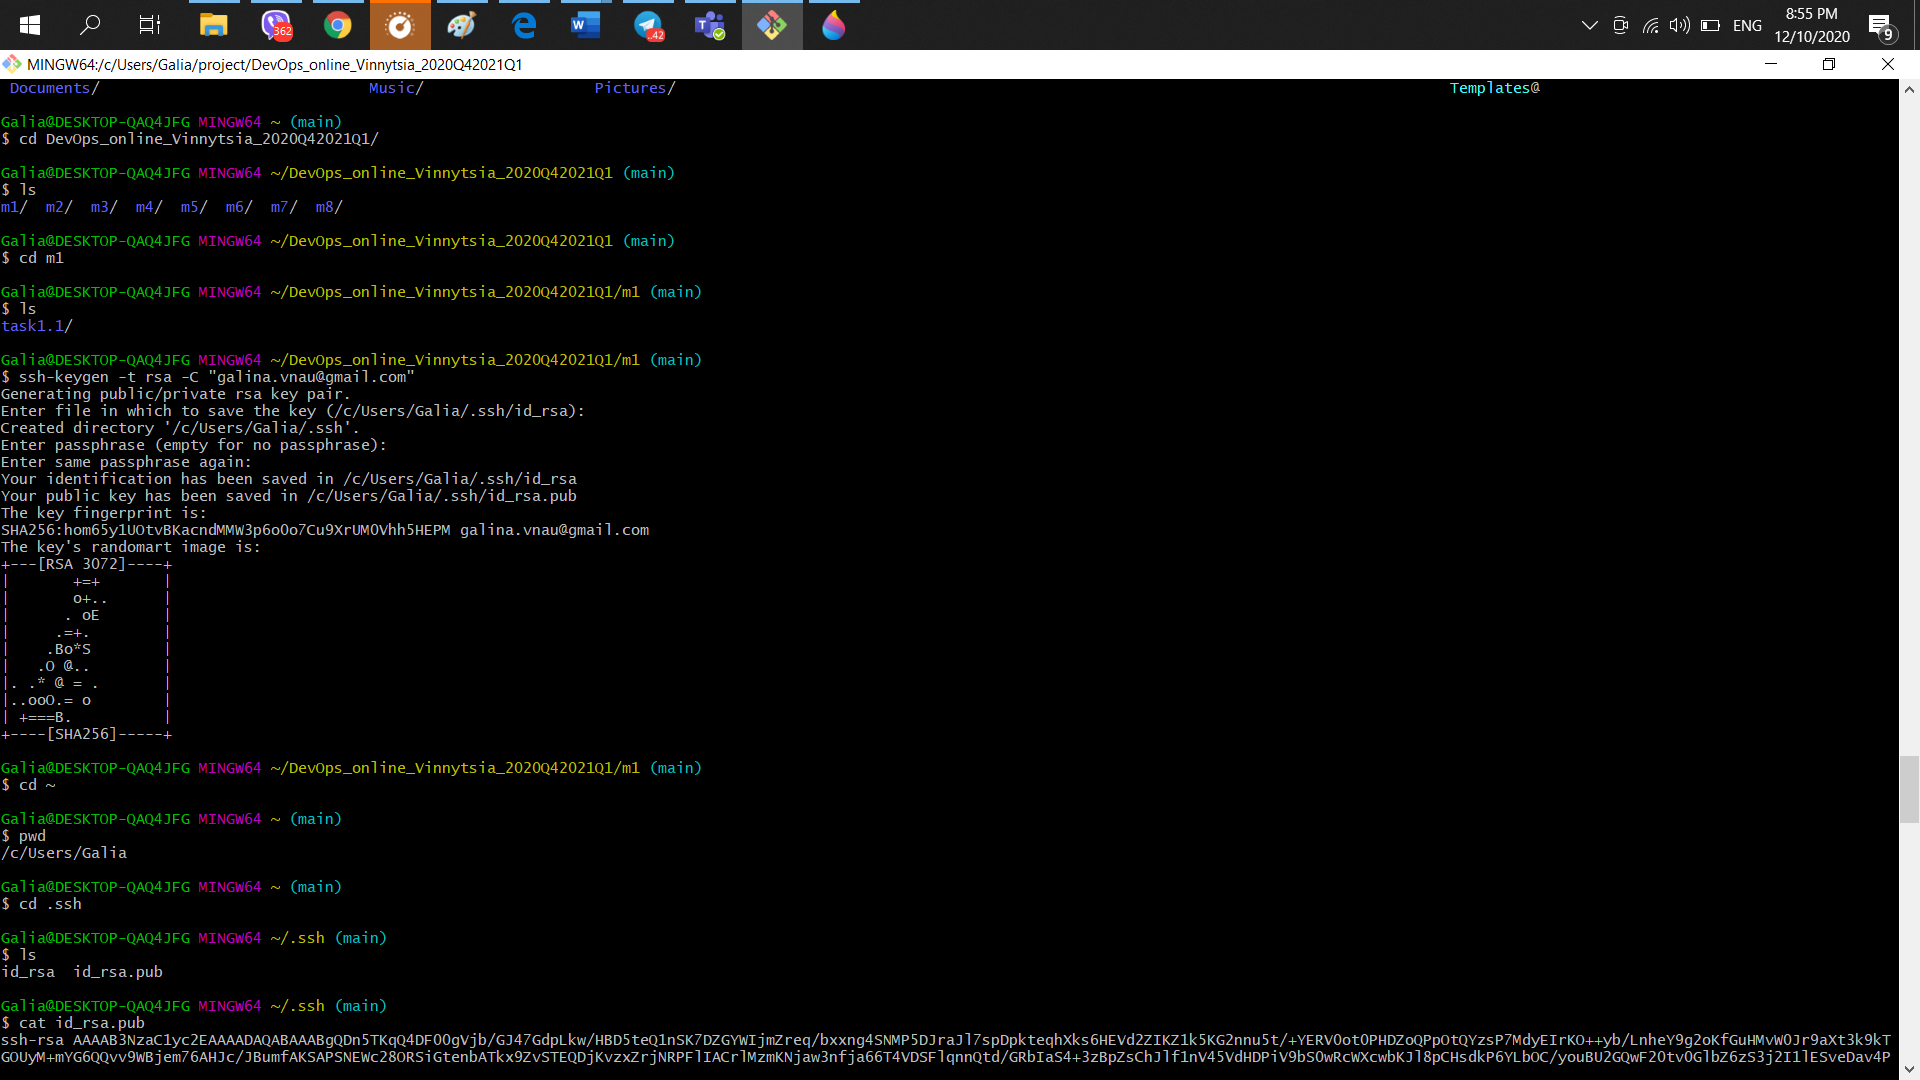 362
..42
ENG
8:55 PM
12/10/2020
9
MINGW64:/c/Users/Galia/project/DevOps_online_Vinnytsia_2020Q42021Q1
Documents/ Music/ Pictures/ Templates@
Galia@DESKTOP-QAQ4JFG MINGW64 ~ (main)
$ cd DevOps_online_Vinnytsia_2020Q42021Q1/
Galia@DESKTOP-QAQ4JFG MINGW64 ~/DevOps_online_Vinnytsia_2020Q42021Q1 (main)
$ ls
m1/ m2/ m3/ m4/ m5/ m6/ m7/ m8/
Galia@DESKTOP-QAQ4JFG MINGW64 ~/DevOps_online_Vinnytsia_2020Q42021Q1 (main)
$ cd m1
Galia@DESKTOP-QAQ4JFG MINGW64 ~/DevOps_online_Vinnytsia_2020Q42021Q1/m1 (main)
$ ls
task1.1/
Galia@DESKTOP-QAQ4JFG MINGW64 ~/DevOps_online_Vinnytsia_2020Q42021Q1/m1 (main)
$ ssh-keygen -t rsa -C "galina.vnau@gmail.com"
Generating public/private rsa key pair.
Enter file in which to save the key (/c/Users/Galia/.ssh/id_rsa):
Created directory '/c/Users/Galia/.ssh'.
Enter passphrase (empty for no passphrase):
Enter same passphrase again:
Your identification has been saved in /c/Users/Galia/.ssh/id_rsa
Your public key has been saved in /c/Users/Galia/.ssh/id_rsa.pub
The key fingerprint is:
SHA256:hom65y1UOtvBKacndMMW3p6o0o7Cu9XrUM0Vhh5HEPM galina.vnau@gmail.com
The key's randomart image is:
+---[RSA 3072]----+
|       +=+       |
|       o+..      |
|      . oE       |
|     .=+.        |
|    .Bo*S        |
|   .O @..        |
|. .* @ = .       |
|..ooO.= o        |
| +===B.          |
+----[SHA256]-----+
Galia@DESKTOP-QAQ4JFG MINGW64 ~/DevOps_online_Vinnytsia_2020Q42021Q1/m1 (main)
$ cd ~
Galia@DESKTOP-QAQ4JFG MINGW64 ~ (main)
$ pwd
/c/Users/Galia
Galia@DESKTOP-QAQ4JFG MINGW64 ~ (main)
$ cd .ssh
Galia@DESKTOP-QAQ4JFG MINGW64 ~/.ssh (main)
$ ls
id_rsa id_rsa.pub
Galia@DESKTOP-QAQ4JFG MINGW64 ~/.ssh (main)
$ cat id_rsa.pub
ssh-rsa AAAAB3NzaC1yc2EAAAADAQABAAABgQDn5TKqQ4DFO0gVjb/GJ47GdpLkw/HBD5teQ1nSK7DZGYWIjmZreq/bxxng4SNMP5DJraJl7spDpkteqhXks6HEVd2ZIKZ1k5KG2nnu5t/+YERV0ot0PHDZoQPpOtQYzsP7MdyEIrKO++yb/LnheY9g2oKfGuHMvW0Jr9aXt3k9kT
GOUyM+mYG6QQvv9WBjem76AHJc/JBumfAKSAPSNEWc28ORSiGtenbATkx9ZvSTEQDjKvzxZrjNRPFlIACrlMzmKNjaw3nfja66T4VDSFlqnnQtd/GRbIaS4+3zBpZsChJlf1nV45VdHDPiV9bS0wRcWXcwbKJl8pCHsdkP6YLbOC/youBU2GQwF2Otv0GlbZ6zS3j2I1lESveDav4P